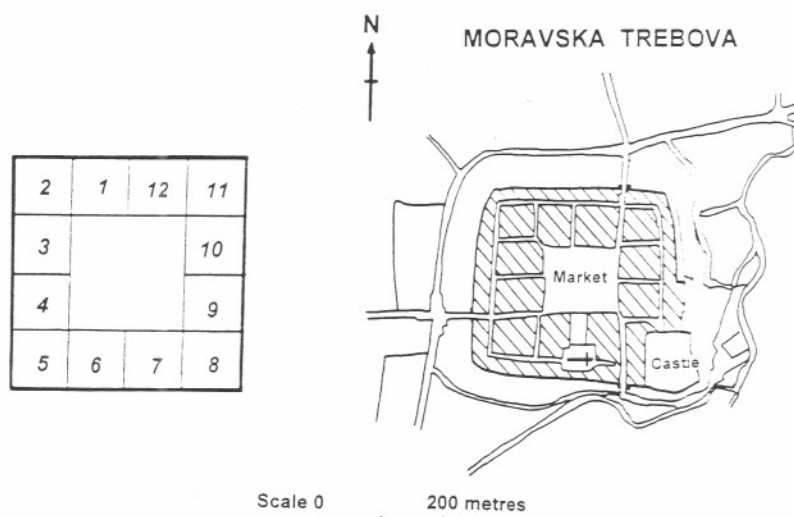 N
MORAVSKA TREBOVA
2 1 12 11
3 10
4 9
5 6 7 8
Market
Castle
Scale 0 200 metres